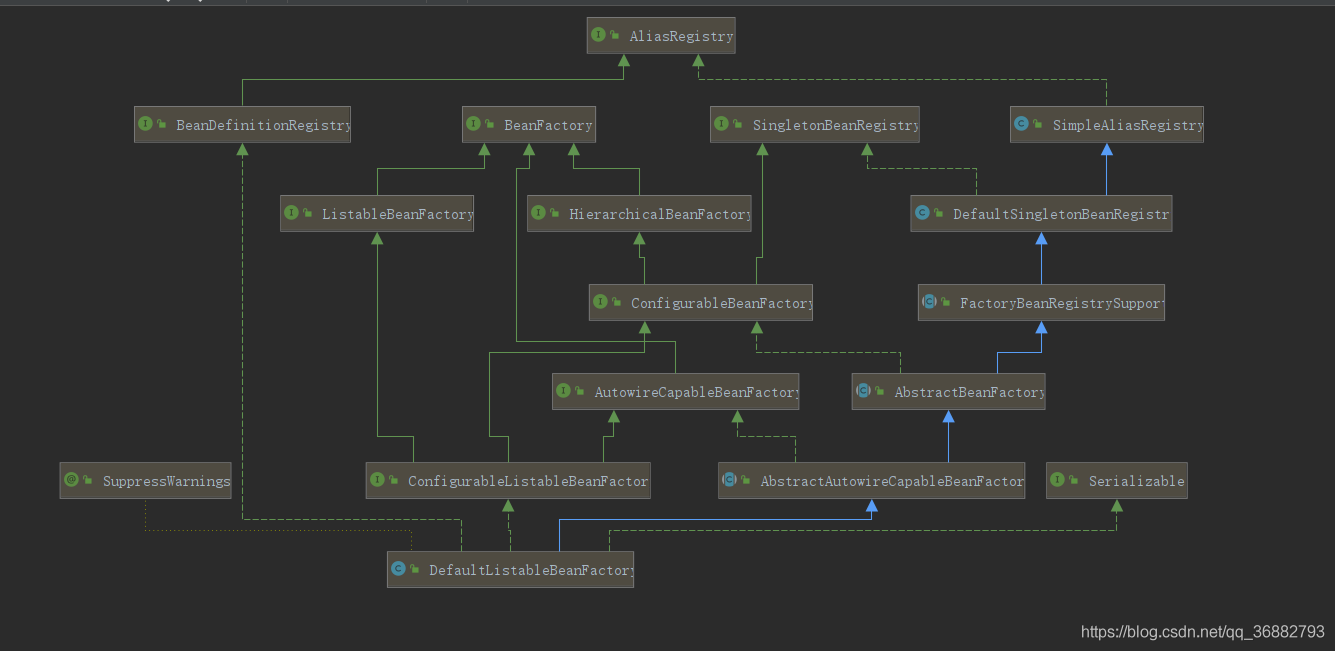 AliasRegistry
BeanDefinitionRegistry
BeanFactory
SingletonBeanRegistry
SimpleAliasRegistry
ListableBeanFactory
HierarchicalBeanFactory
DefaultSingletonBeanRegistr
ConfigurableBeanFactory
FactoryBeanRegistrySupport
AutowireCapableBeanFactory
AbstractBeanFactory
SuppressWarnings
ConfigurableListableBeanFactor
AbstractAutowireCapableBeanFactor
Serializable
DefaultListableBeanFactory
https://blog.csdn.net/qq_36882793